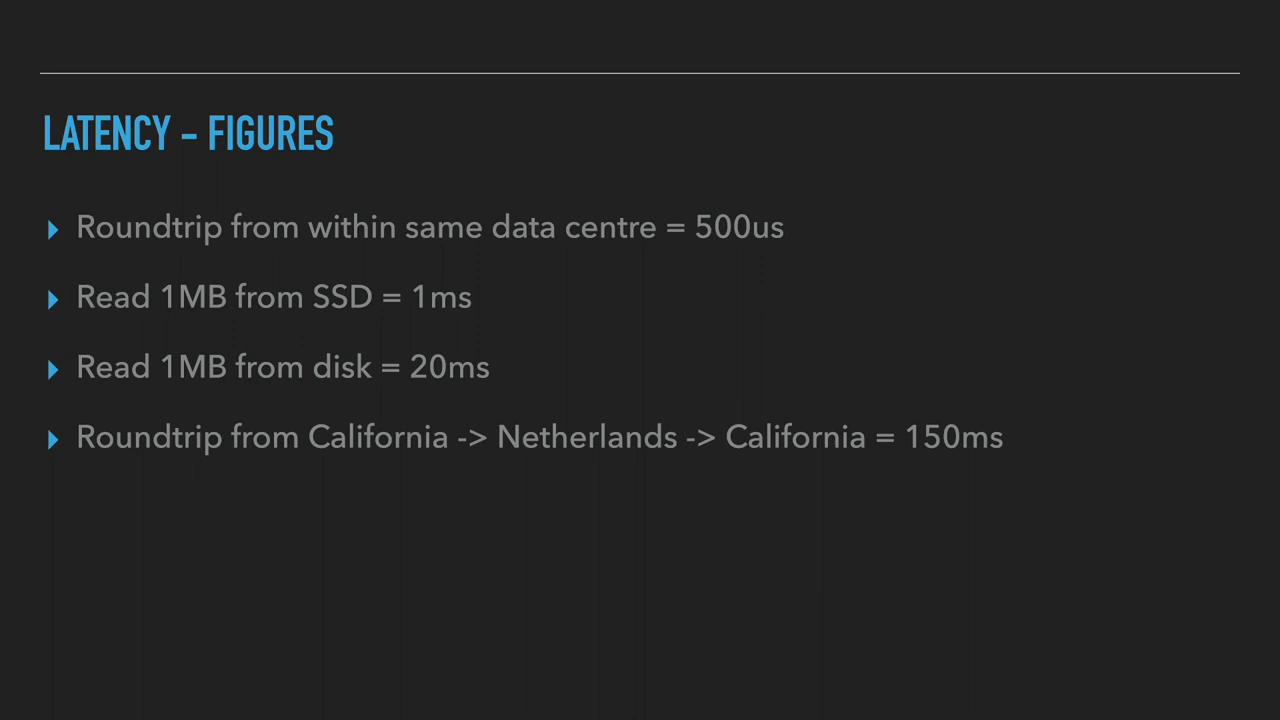 LATENCY – FIGURES
Roundtrip from within same data centre = 500us
Read 1MB from SSD = 1ms
Read 1MB from disk = 20ms
Roundtrip from California -> Netherlands -> California = 150ms